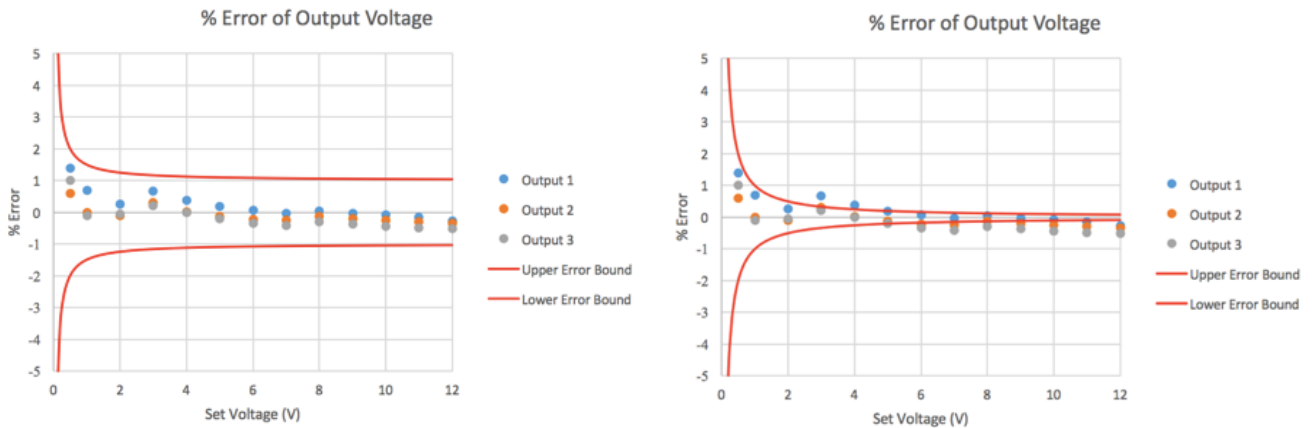 % Error of Output Voltage
5
4
3
2
1
0
-1
-2
-3
-4
-5
% Error
0 2 4 6 8 10 12
Set Voltage (V)
Output 1
Output 2
Output 3
Upper Error Bound
Lower Error Bound
% Error of Output Voltage
5
4
3
2
1
0
-1
-2
-3
-4
-5
% Error
0 2 4 6 8 10 12
Set Voltage (V)
Output 1
Output 2
Output 3
Upper Error Bound
Lower Error Bound